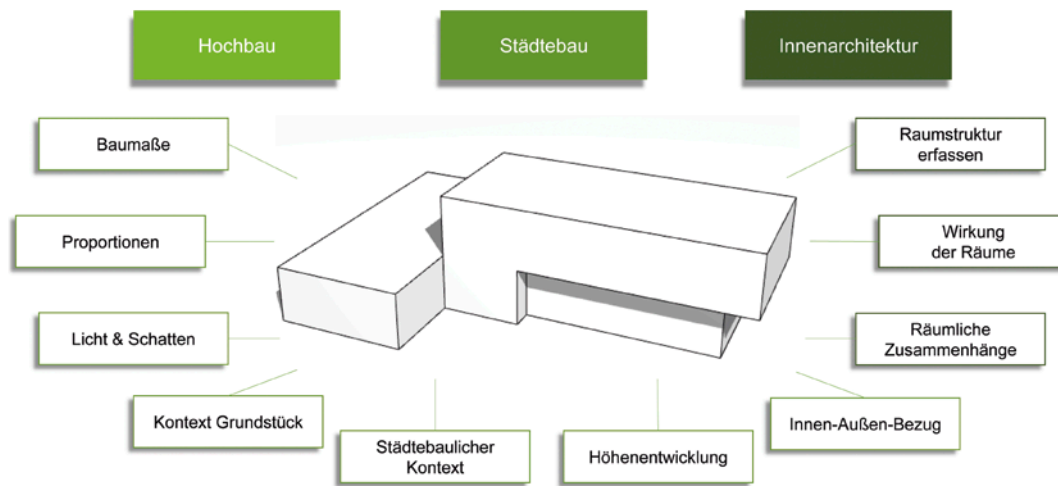 Hochbau
Städtebau
Innenarchitektur
Baumaße
Raumstruktur
erfassen
Proportionen
Wirkung
der Räume
Licht & Schatten
Räumliche
Zusammenhänge
Kontext Grundstück
Städtebaulicher
Kontext
Höhenentwicklung
Innen-Außen-Bezug